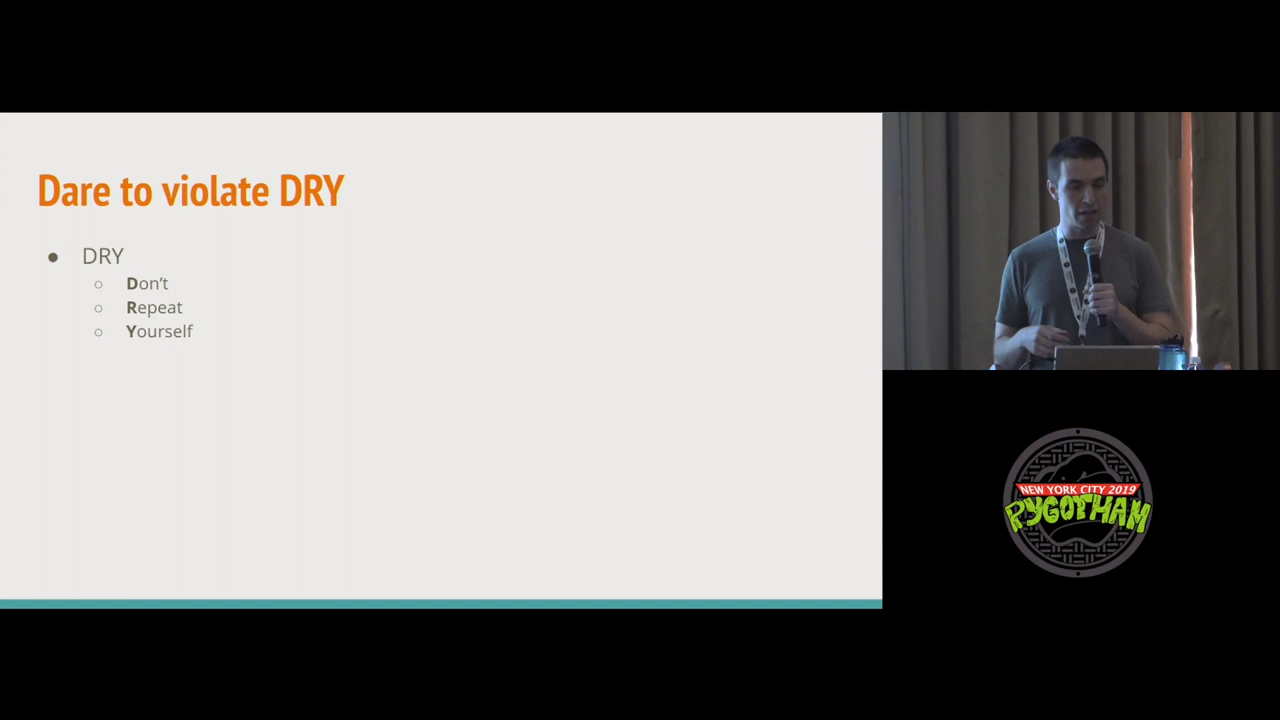 Dare to violate DRY
● DRY
○ Don't
○ Repeat
○ Yourself
NEW YORK CITY 2019
PYGOTHAM